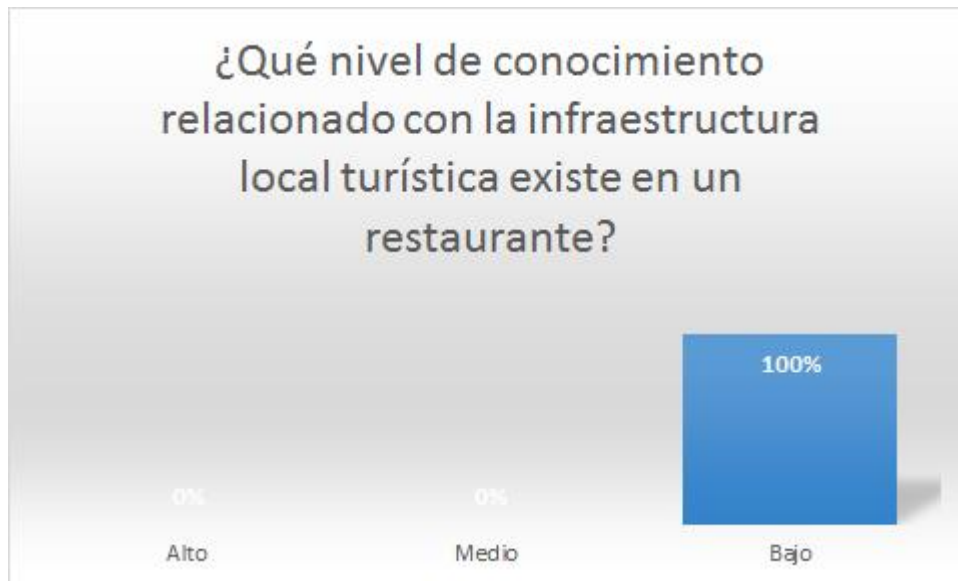 ¿Qué nivel de conocimiento
relacionado con la infraestructura
local turística existe en un
restaurante?
100%
0% 0%
Alto Medio Bajo